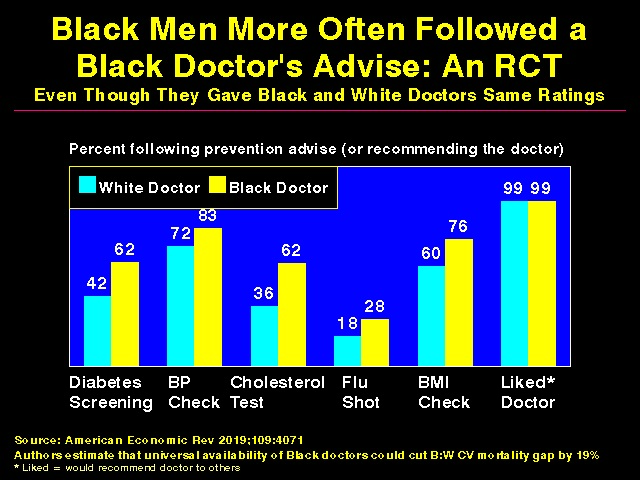 Black Men More Often Followed a
Black Doctor's Advise: An RCT
Even Though They Gave Black and White Doctors Same Ratings
Percent following prevention advise (or recommending the doctor)
White Doctor Black Doctor
42 62 72 83 36 62 18 28 60 76 99 99
Diabetes BP Cholesterol Flu BMI Liked*
Screening Check Test Shot Check Doctor
Source: American Economic Rev 2019;109:4071
Authors estimate that universal availability of Black doctors could cut B:W CV mortality gap by 19%
* Liked = would recommend doctor to others